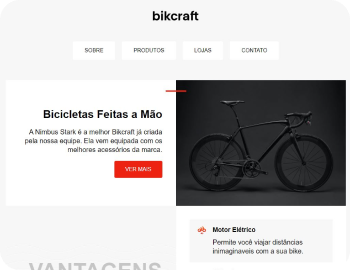 bikcraft
SOBRE
PRODUTOS
LOJAS
CONTATO
Bicicletas Feitas a Mão
A Nimbus Stark é a melhor Bikcraft já criada
pela nossa equipe. Ela vem equipada com os
melhores acessórios da marca.
VER MAIS
Motor Elétrico
Permite você viajar distâncias
inimaginaveis com a sua bike.
VANTAGENS